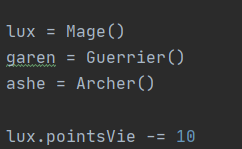 lux = Mage()
garen = Guerrier()
ashe = Archer()
lux.pointsVie -= 10